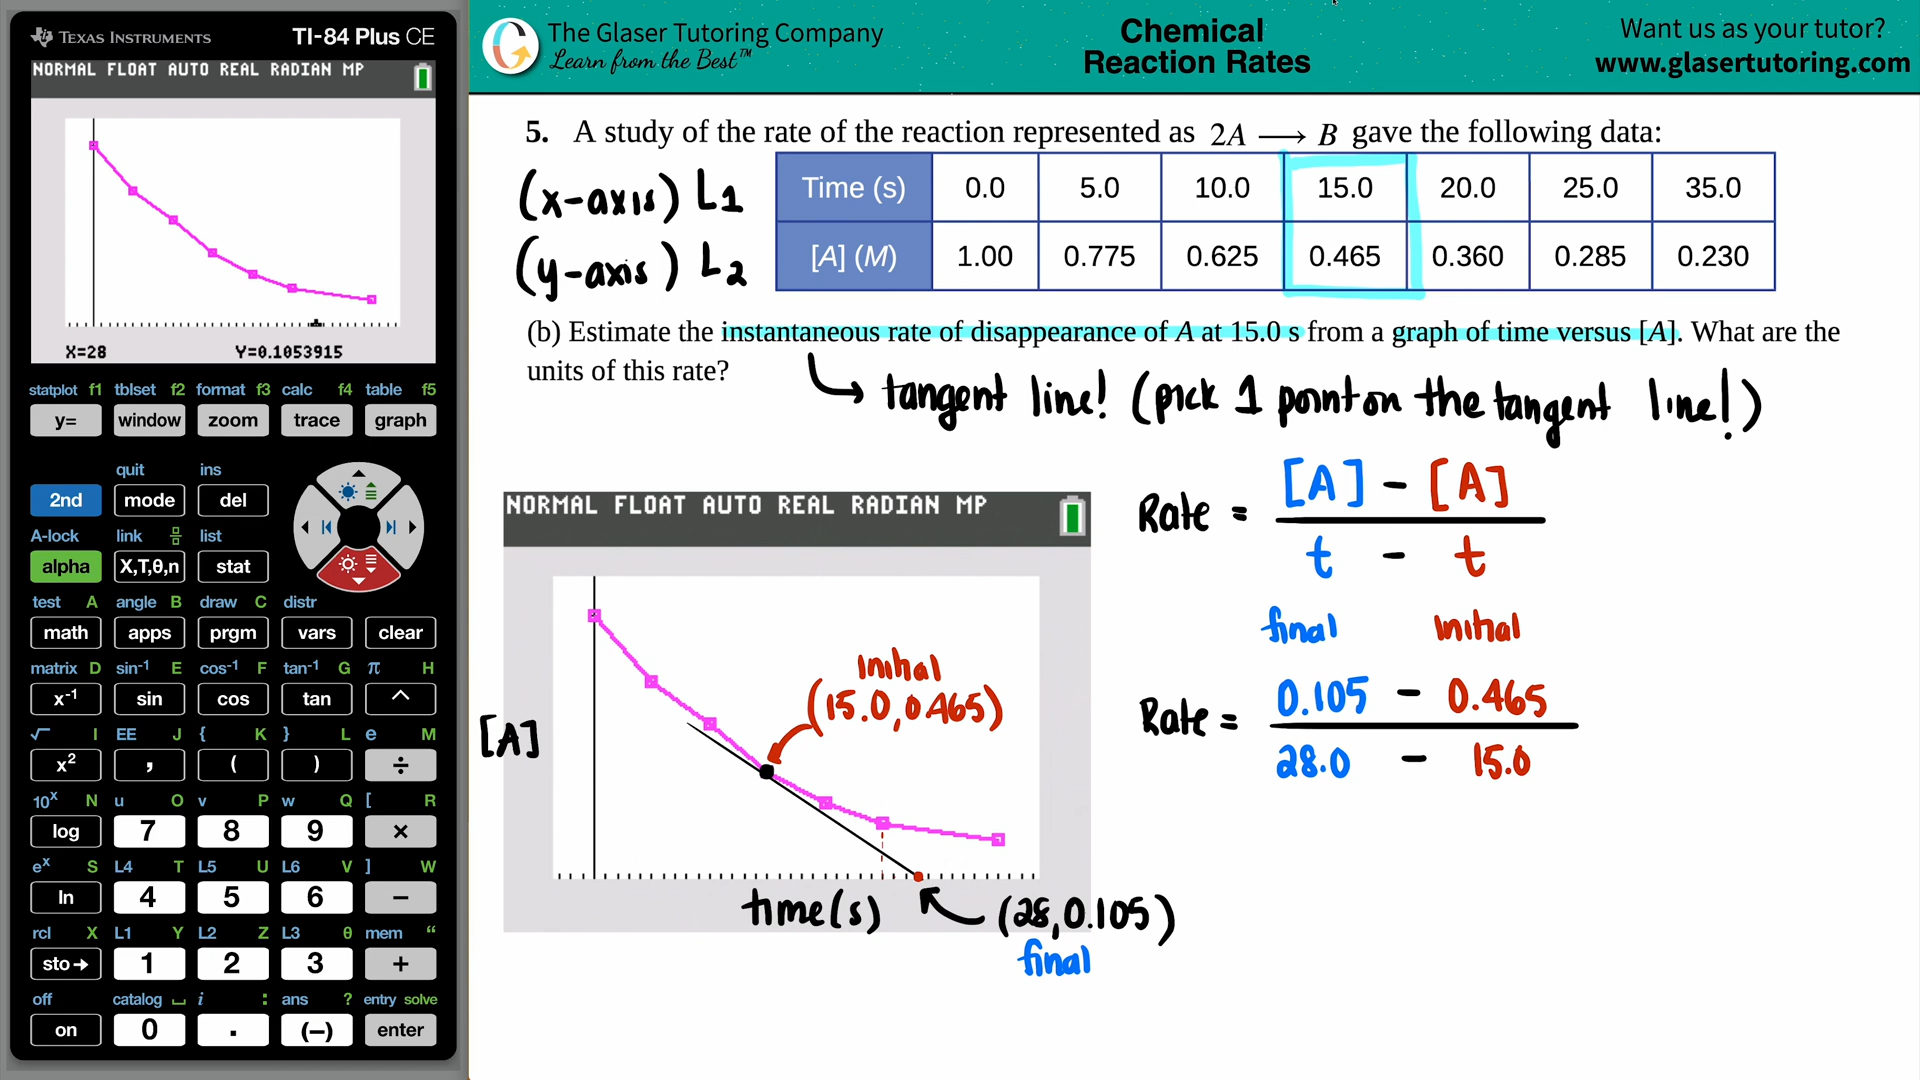 TEXAS INSTRUMENTS TI-84 Plus CE
NORMAL FLOAT AUTO REAL RADIAN MP
X=28 Y=0.1053915
statplot f1 tblset f2 format f3 calc f4 table f5
y= window zoom trace graph
quit ins
2nd mode del
A-lock link list
alpha X,T,θ,n stat
test A angle B draw C distr
math apps prgm vars clear
matrix D sin⁻¹ E cos⁻¹ F tan⁻¹ G π H
x⁻¹ sin cos tan ^
√ I EE J { K } L e M
x² , ( ) ÷
10ˣ N u O v P w Q [ R
log 7 8 9 ×
eˣ S L4 T L5 U L6 V ] W
ln 4 5 6 −
rcl X L1 Y L2 Z L3 θ mem “
sto→ 1 2 3 +
off catalog ⎵ i : ans ? entry solve
on 0 . (−) enter
The Glaser Tutoring Company
Learn from the Best™
Chemical
Reaction Rates
Want us as your tutor?
www.glasertutoring.com
5. A study of the rate of the reaction represented as 2A ⟶ B gave the following data:
(x-axis) L1
Time (s) 0.0 5.0 10.0 15.0 20.0 25.0 35.0
(y-axis) L2
[A] (M) 1.00 0.775 0.625 0.465 0.360 0.285 0.230
(b) Estimate the instantaneous rate of disappearance of A at 15.0 s from a graph of time versus [A]. What are the
units of this rate?
tangent line! (pick 1 point on the tangent line!)
NORMAL FLOAT AUTO REAL RADIAN MP
initial
(15.0, 0.465)
[A]
time(s)
(28, 0.105)
final
Rate = [A] - [A]
t - t
final initial
Rate = 0.105 - 0.465
28.0 - 15.0